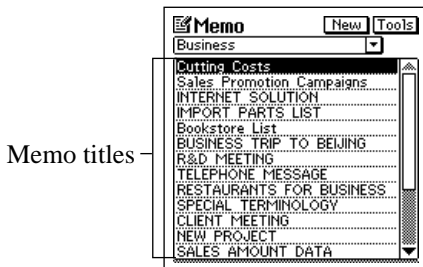 Memo New Tools
Business
Cutting Costs
Sales Promotion Campaigns
INTERNET SOLUTION
IMPORT PARTS LIST
Bookstore List
BUSINESS TRIP TO BEIJING
R&D MEETING
TELEPHONE MESSAGE
RESTAURANTS FOR BUSINESS
SPECIAL TERMINOLOGY
CLIENT MEETING
NEW PROJECT
SALES AMOUNT DATA
Memo titles